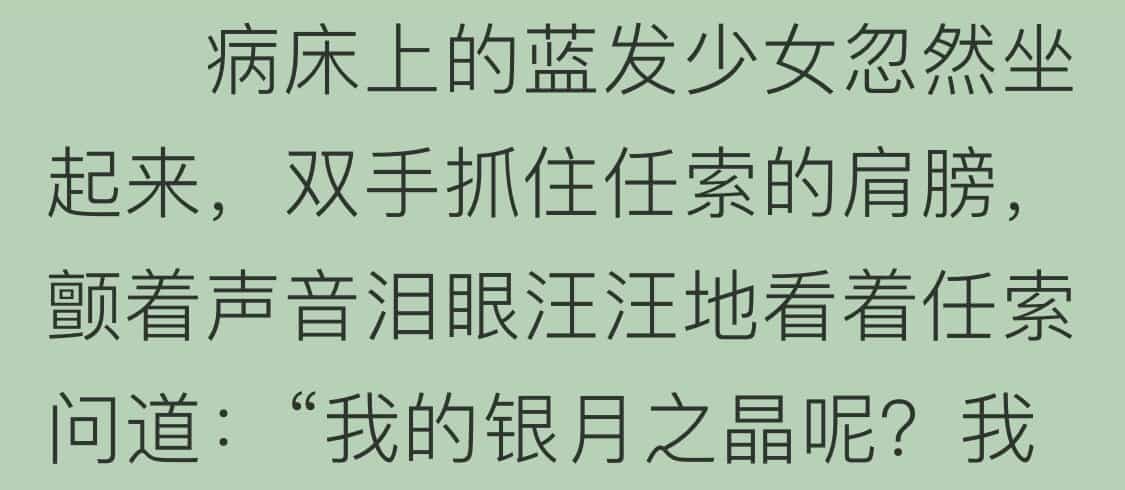 病床上的蓝发少女忽然坐
起来，双手抓住任索的肩膀，
颤着声音泪眼汪汪地看着任索
问道：“我的银月之晶呢？我